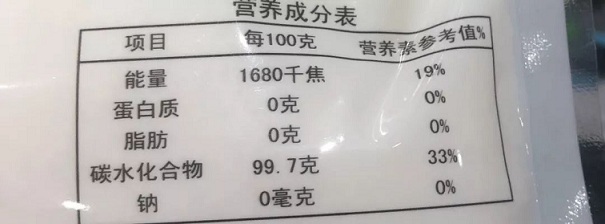 营养成分表
项目 每100克 营养素参考值%
能量 1680千焦 19%
蛋白质 0克 0%
脂肪 0克 0%
碳水化合物 99.7克 33%
钠 0毫克 0%